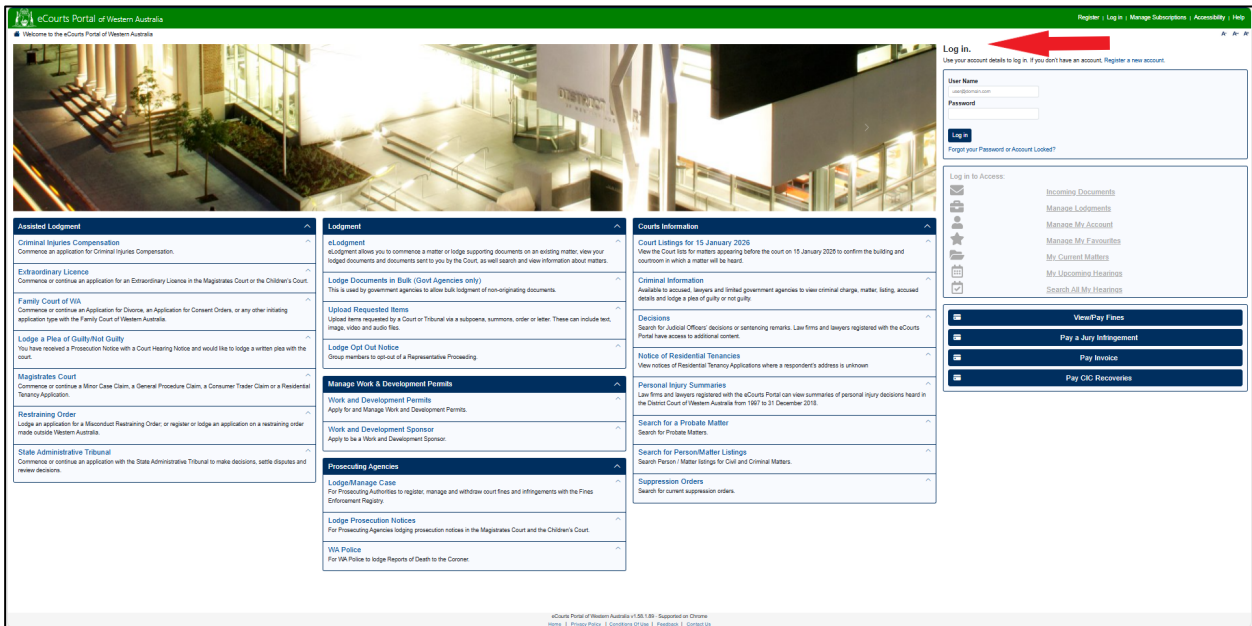 eCourts Portal of Western Australia
Register | Log in | Manage Subscriptions | Accessibility | Help
Welcome to the eCourts Portal of Western Australia
Log in.
Use your account details to log in. If you don't have an account, Register a new account.
User Name
user@domain.com
Password
Log in
Forgot your Password or Account Locked?
Log in to Access:
Incoming Documents
Manage Lodgments
Manage My Account
Manage My Favourites
My Current Matters
My Upcoming Hearings
Search All My Hearings
View/Pay Fines
Pay a Jury Infringement
Pay Invoice
Pay CIC Recoveries
Assisted Lodgment
Criminal Injuries Compensation
Commence an application for Criminal Injuries Compensation.
Extraordinary Licence
Commence or continue an application for an Extraordinary Licence in the Magistrates Court or the Children's Court.
Family Court of WA
Commence or continue an Application for Divorce, an Application for Consent Orders, or any other initiating
application type with the Family Court of Western Australia.
Lodge a Plea of Guilty/Not Guilty
You have received a Prosecution Notice with a Court Hearing Notice and would like to lodge a written plea with the
court.
Magistrates Court
Commence or continue a Minor Case Claim, a General Procedure Claim, a Consumer Trader Claim or a Residential
Tenancy Application.
Restraining Order
Lodge an application for a Misconduct Restraining Order; or register or lodge an application on a restraining order
made outside Western Australia.
State Administrative Tribunal
Commence or continue an application with the State Administrative Tribunal to make decisions, settle disputes and
review decisions.
Lodgment
eLodgment
eLodgment allows you to commence a matter or lodge supporting documents on an existing matter, view your
lodged documents and documents sent to you by the Court, as well search and view information about matters.
Lodge Documents in Bulk (Govt Agencies only)
This is used by government agencies to allow bulk lodgment of non-originating documents.
Upload Requested Items
Upload items requested by a Court or Tribunal via a subpoena, summons, order or letter. These can include text,
image, video and audio files.
Lodge Opt Out Notice
Group members to opt-out of a Representative Proceeding.
Manage Work & Development Permits
Work and Development Permits
Apply for and Manage Work and Development Permits.
Work and Development Sponsor
Apply to be a Work and Development Sponsor.
Prosecuting Agencies
Lodge/Manage Case
For Prosecuting Authorities to register, manage and withdraw court fines and infringements with the Fines
Enforcement Registry.
Lodge Prosecution Notices
For Prosecuting Agencies lodging prosecution notices in the Magistrates Court and the Children's Court.
WA Police
For WA Police to lodge Reports of Death to the Coroner.
Courts Information
Court Listings for 15 January 2026
View the Court lists for matters appearing before the court on 15 January 2026 to confirm the building and
courtroom in which a matter will be heard.
Criminal Information
Available to accused, lawyers and limited government agencies to view criminal charge, matter, listing, accused
details and lodge a plea of guilty or not guilty.
Decisions
Search for Judicial Officers' decisions or sentencing remarks. Law firms and lawyers registered with the eCourts
Portal have access to additional content.
Notice of Residential Tenancies
View notices of Residential Tenancy Applications where a respondent's address is unknown
Personal Injury Summaries
Law firms and lawyers registered with the eCourts Portal can view summaries of personal injury decisions heard in
the District Court of Western Australia from 1997 to 31 December 2018.
Search for a Probate Matter
Search for Probate Matters.
Search for Person/Matter Listings
Search Person / Matter listings for Civil and Criminal Matters.
Suppression Orders
Search for current suppression orders.
eCourts Portal of Western Australia v1.56.1.89 - Supported on Chrome
Home | Privacy Policy | Conditions Of Use | Feedback | Contact Us